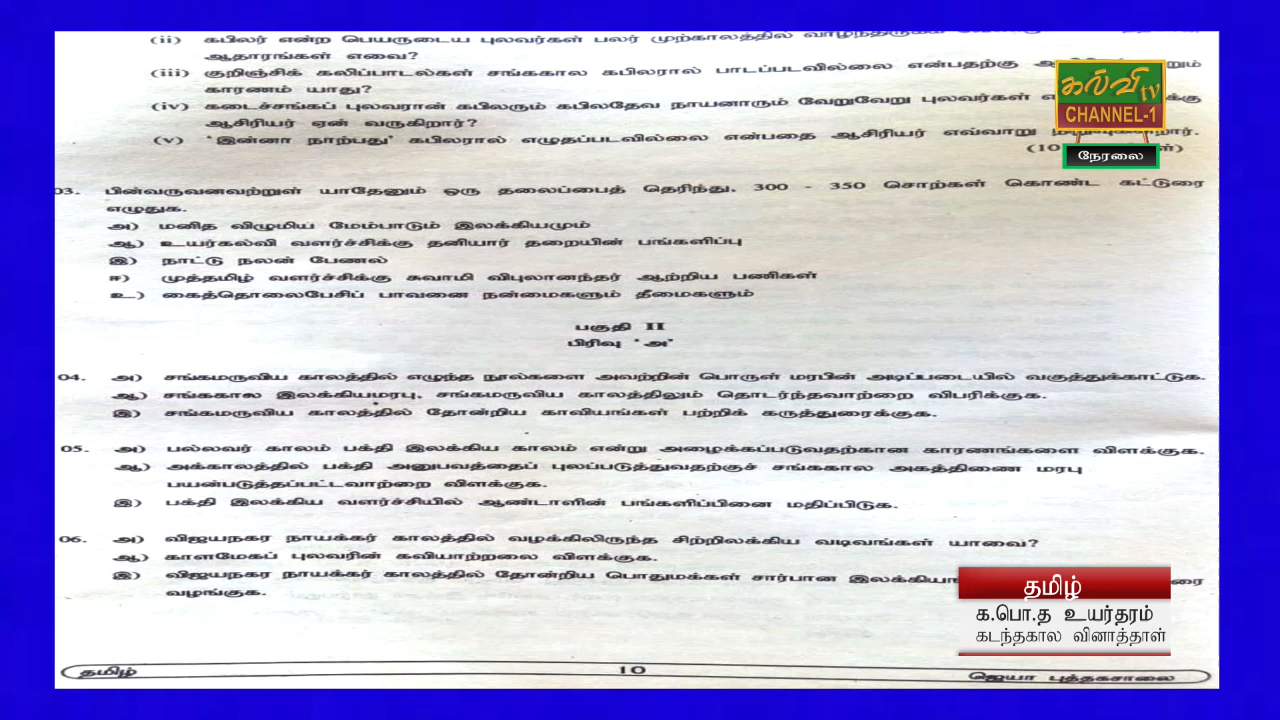 (ii) கபிலர் என்ற பெயருடைய புலவர்கள் பலர் முற்காலத்தில்
ஆதாரங்கள் எவை?
(iii) குறிஞ்சிக் கலிப்பாடல்கள் சங்ககால கபிலரால் பாடப்படவில்லை என்பதற்கு
காரணம் யாது?
(iv) கடைச்சங்கப் புலவரான் கபிலரும் கபிலதேவ நாயனாரும் வேறுவேறு புலவர்கள்
ஆசிரியர் ஏன் வருகிறார்?
(v) 'இன்னா நாற்பது' கபிலரால் எழுதப்படவில்லை என்பதை ஆசிரியர் எவ்வாறு
(10
கல்வி tv
CHANNEL-1
நேரலை
03. பின்வருவனவற்றுள் யாதேனும் ஒரு தலைப்பைத் தெரிந்து, 300 - 350 சொற்கள் கொண்ட கட்டுரை
எழுதுக.
அ) மனித விழுமிய மேம்பாடும் இலக்கியமும்
ஆ) உயர்கல்வி வளர்ச்சிக்கு தனியார் தறையின் பங்களிப்பு
இ) நாட்டு நலன் பேணல்
ஈ) முத்தமிழ் வளர்ச்சிக்கு சுவாமி விபுலானந்தர் ஆற்றிய பணிகள்
உ) கைத்தொலைபேசிப் பாவனை நன்மைகளும் தீமைகளும்
பகுதி II
பிரிவு 'அ'
04. அ) சங்கமருவிய காலத்தில் எழுந்த நூல்களை அவற்றின் பொருள் மரபின் அடிப்படையில் வகுத்துக்காட்டுக.
ஆ) சங்ககால இலக்கியமரபு, சங்கமருவிய காலத்திலும் தொடர்ந்தவாற்றை விபரிக்குக.
இ) சங்கமருவிய காலத்தில் தோன்றிய காவியங்கள் பற்றிக் கருத்துரைக்குக.
05. அ) பல்லவர் காலம் பக்தி இலக்கிய காலம் என்று அழைக்கப்படுவதற்கான காரணங்களை விளக்குக.
ஆ) அக்காலத்தில் பக்தி அனுபவத்தைப் புலப்படுத்துவதற்குச் சங்ககால அகத்திணை மரபு
பயன்படுத்தப்பட்டவாற்றை விளக்குக.
இ) பக்தி இலக்கிய வளர்ச்சியில் ஆண்டாளின் பங்களிப்பினை மதிப்பிடுக.
06. அ) விஜயநகர நாயக்கர் காலத்தில் வழக்கிலிருந்த சிற்றிலக்கிய வடிவங்கள் யாவை?
ஆ) காளமேகப் புலவரின் கவியாற்றலை விளக்குக.
இ) விஜயநகர நாயக்கர் காலத்தில் தோன்றிய பொதுமக்கள் சார்பான
வழங்குக.
தமிழ்
க.பொ.த உயர்தரம்
கடந்தகால வினாத்தாள்
தமிழ் 10 ஜெயா புத்தகசாலை